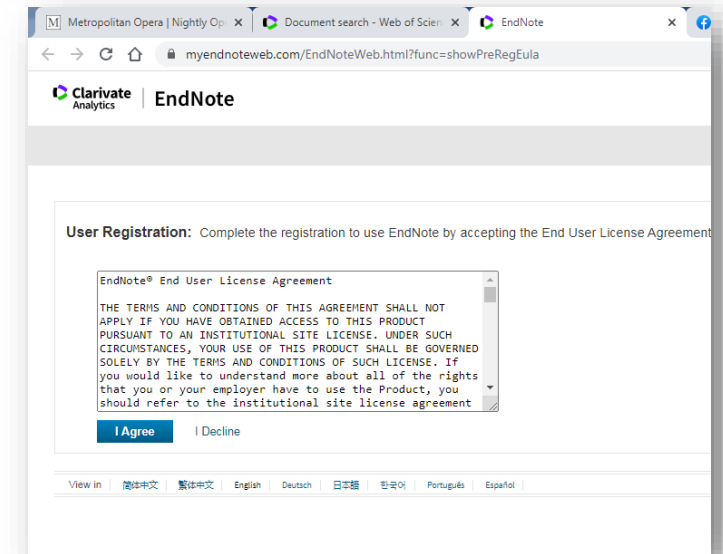 Metropolitan Opera | Nightly Op
Document search - Web of Scien
EndNote
myendnoteweb.com/EndNoteWeb.html?func=showPreRegEula
Clarivate Analytics | EndNote
User Registration: Complete the registration to use EndNote by accepting the End User License Agreement
EndNote® End User License Agreement
THE TERMS AND CONDITIONS OF THIS AGREEMENT SHALL NOT
APPLY IF YOU HAVE OBTAINED ACCESS TO THIS PRODUCT
PURSUANT TO AN INSTITUTIONAL SITE LICENSE. UNDER SUCH
CIRCUMSTANCES, YOUR USE OF THIS PRODUCT SHALL BE GOVERNED
SOLELY BY THE TERMS AND CONDITIONS OF SUCH LICENSE. If
you would like to understand more about all of the rights
that you or your employer have to use the Product, you
should refer to the institutional site license agreement
I Agree I Decline
View in | 简体中文 | 繁体中文 | English | Deutsch | 日本語 | 한국어 | Português | Español |